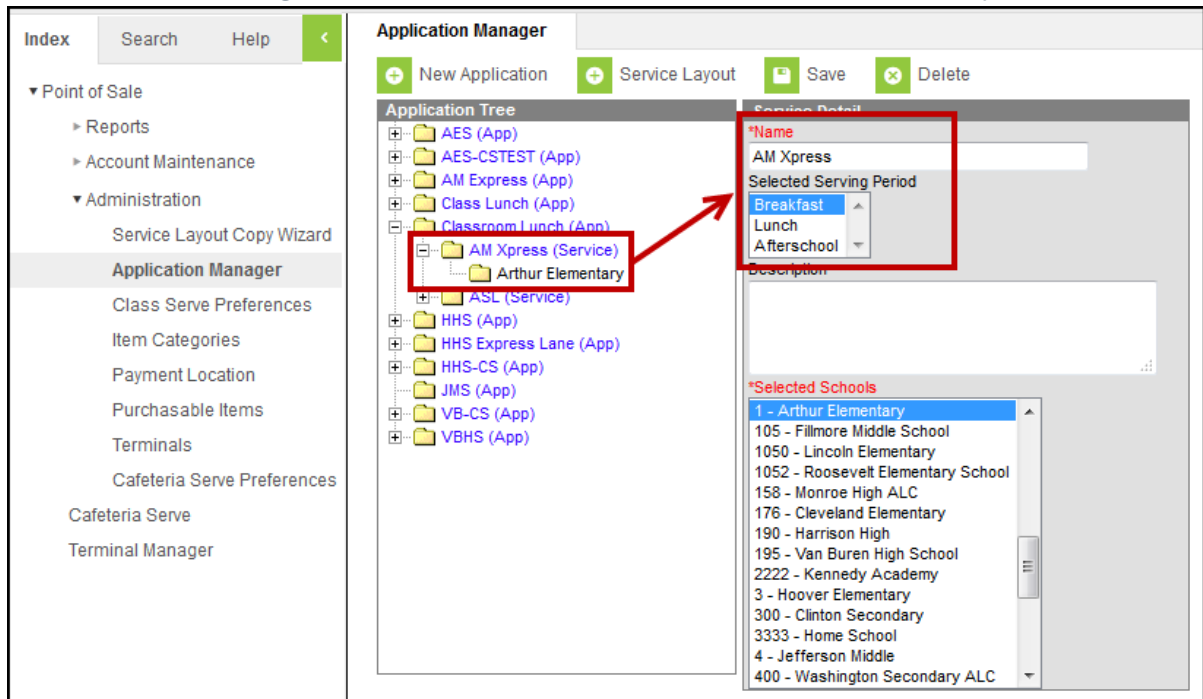 Index Search Help
Point of Sale
Reports
Account Maintenance
Administration
Service Layout Copy Wizard
Application Manager
Class Serve Preferences
Item Categories
Payment Location
Purchasable Items
Terminals
Cafeteria Serve Preferences
Cafeteria Serve
Terminal Manager
Application Manager
New Application Service Layout Save Delete
Application Tree
AES (App)
AES-CSTEST (App)
AM Express (App)
Class Lunch (App)
Classroom Lunch (App)
AM Xpress (Service)
Arthur Elementary
ASL (Service)
HHS (App)
HHS Express Lane (App)
HHS-CS (App)
JMS (App)
VB-CS (App)
VBHS (App)
Service Detail
*Name
AM Xpress
Selected Serving Period
Breakfast
Lunch
Afterschool
Description
*Selected Schools
1 - Arthur Elementary
105 - Fillmore Middle School
1050 - Lincoln Elementary
1052 - Roosevelt Elementary School
158 - Monroe High ALC
176 - Cleveland Elementary
190 - Harrison High
195 - Van Buren High School
2222 - Kennedy Academy
3 - Hoover Elementary
300 - Clinton Secondary
3333 - Home School
4 - Jefferson Middle
400 - Washington Secondary ALC